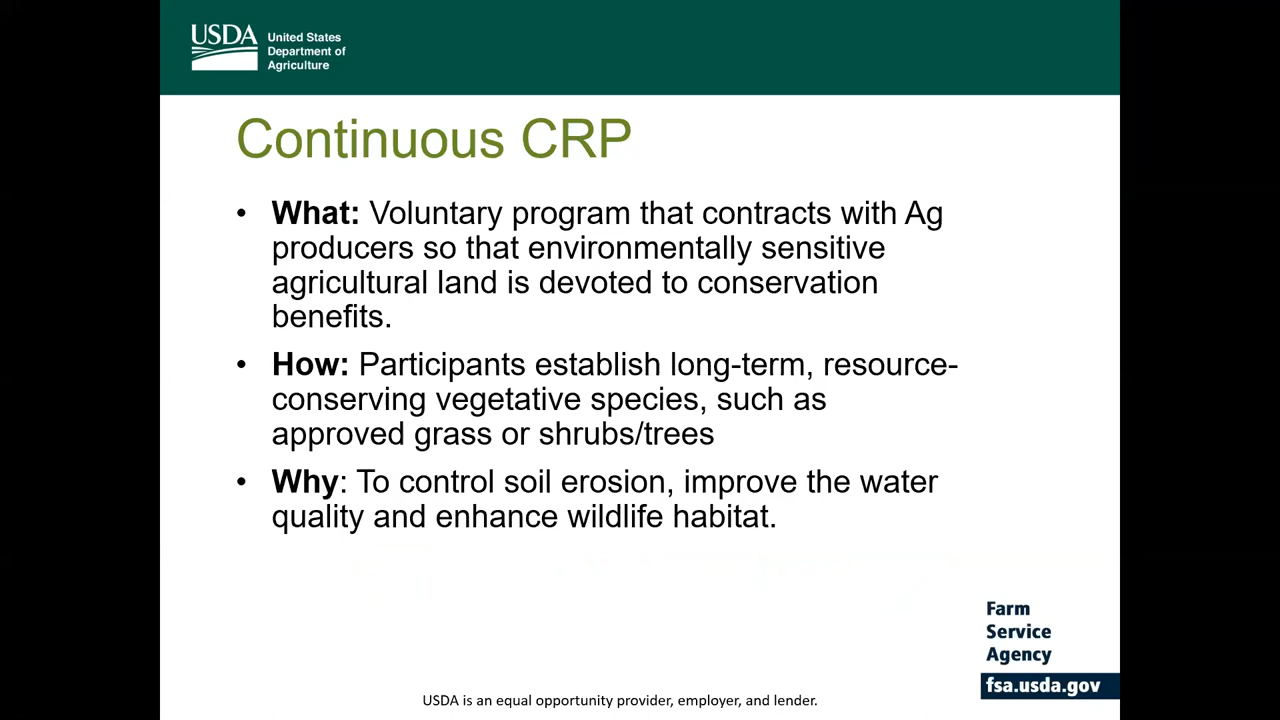 USDA
United States
Department of
Agriculture
Continuous CRP
• What: Voluntary program that contracts with Ag
producers so that environmentally sensitive
agricultural land is devoted to conservation
benefits.
• How: Participants establish long-term, resource-
conserving vegetative species, such as
approved grass or shrubs/trees
• Why: To control soil erosion, improve the water
quality and enhance wildlife habitat.
Farm
Service
Agency
fsa.usda.gov
USDA is an equal opportunity provider, employer, and lender.